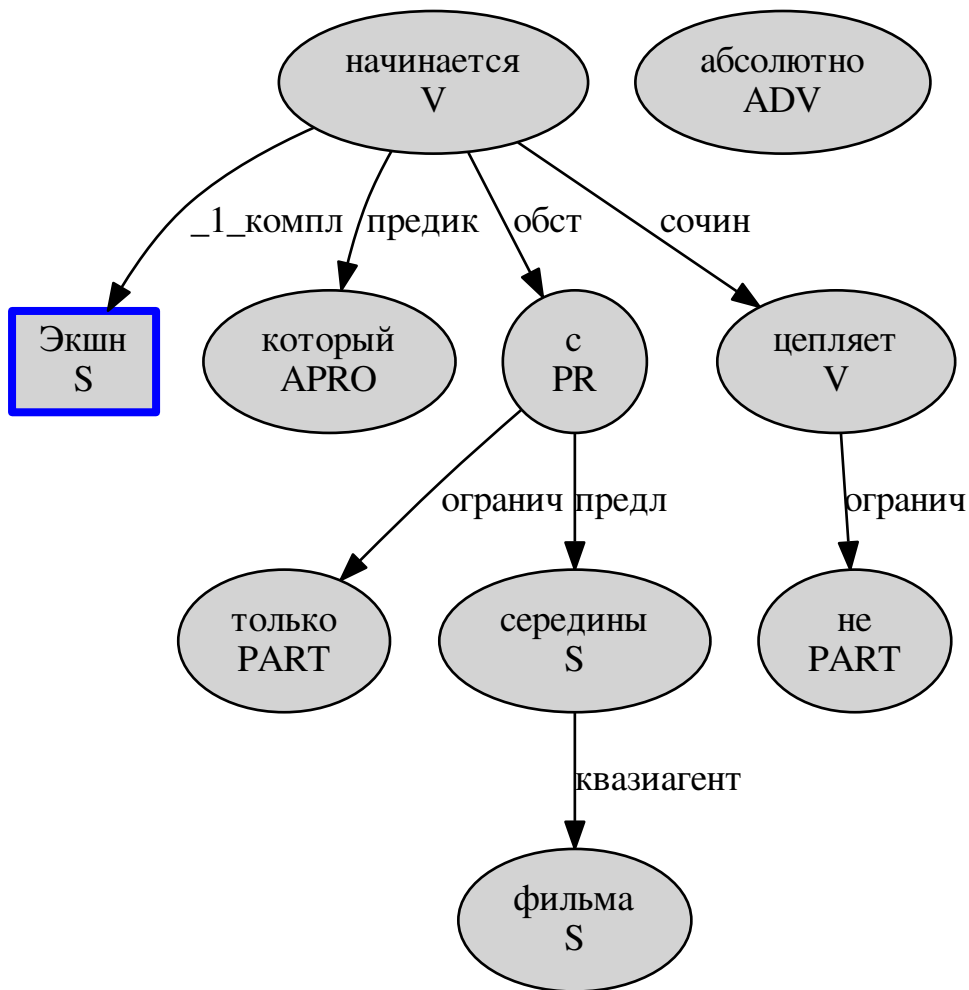 начинается
V
абсолютно
ADV
_1_компл
предик
обст
сочин
Экшн
S
который
APRO
с
PR
цепляет
V
огранич
предл
огранич
только
PART
середины
S
не
PART
квазиагент
фильма
S